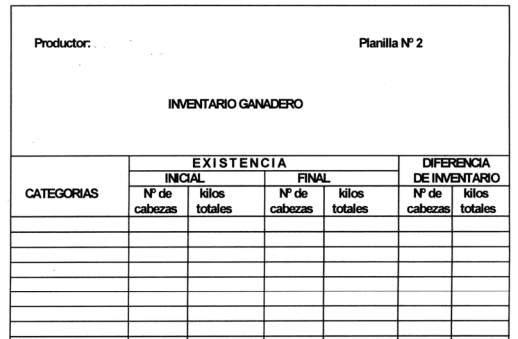 Productor: Planilla Nº 2
INVENTARIO GANADERO
EXISTENCIA DIFERENCIA
INICIAL FINAL DE INVENTARIO
CATEGORIAS Nº de kilos Nº de kilos Nº de kilos
cabezas totales cabezas totales cabezas totales